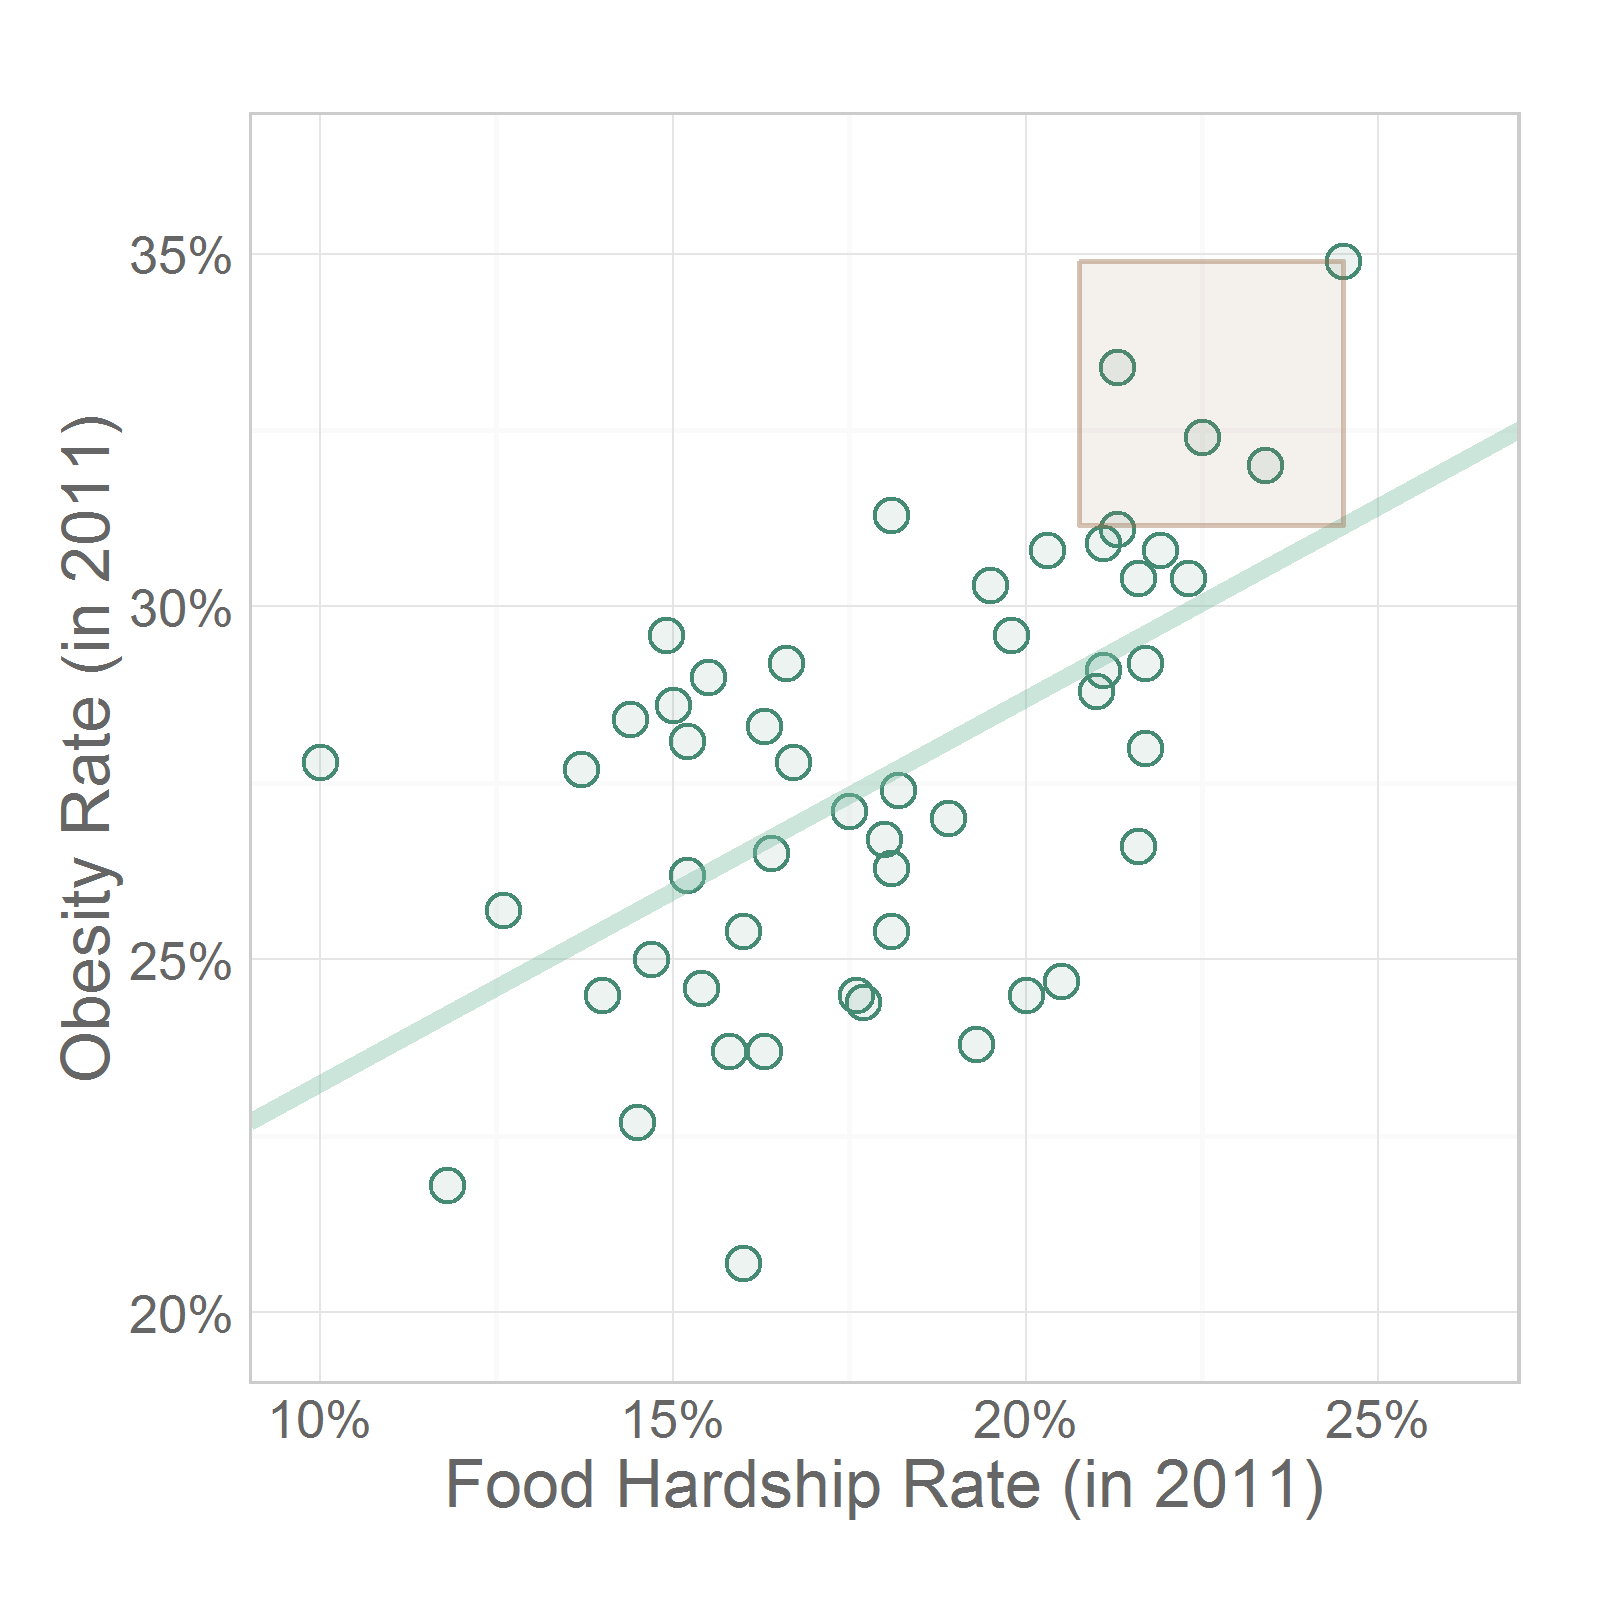 35%
30%
25%
20%
Obesity Rate (in 2011)
10% 15% 20% 25%
Food Hardship Rate (in 2011)